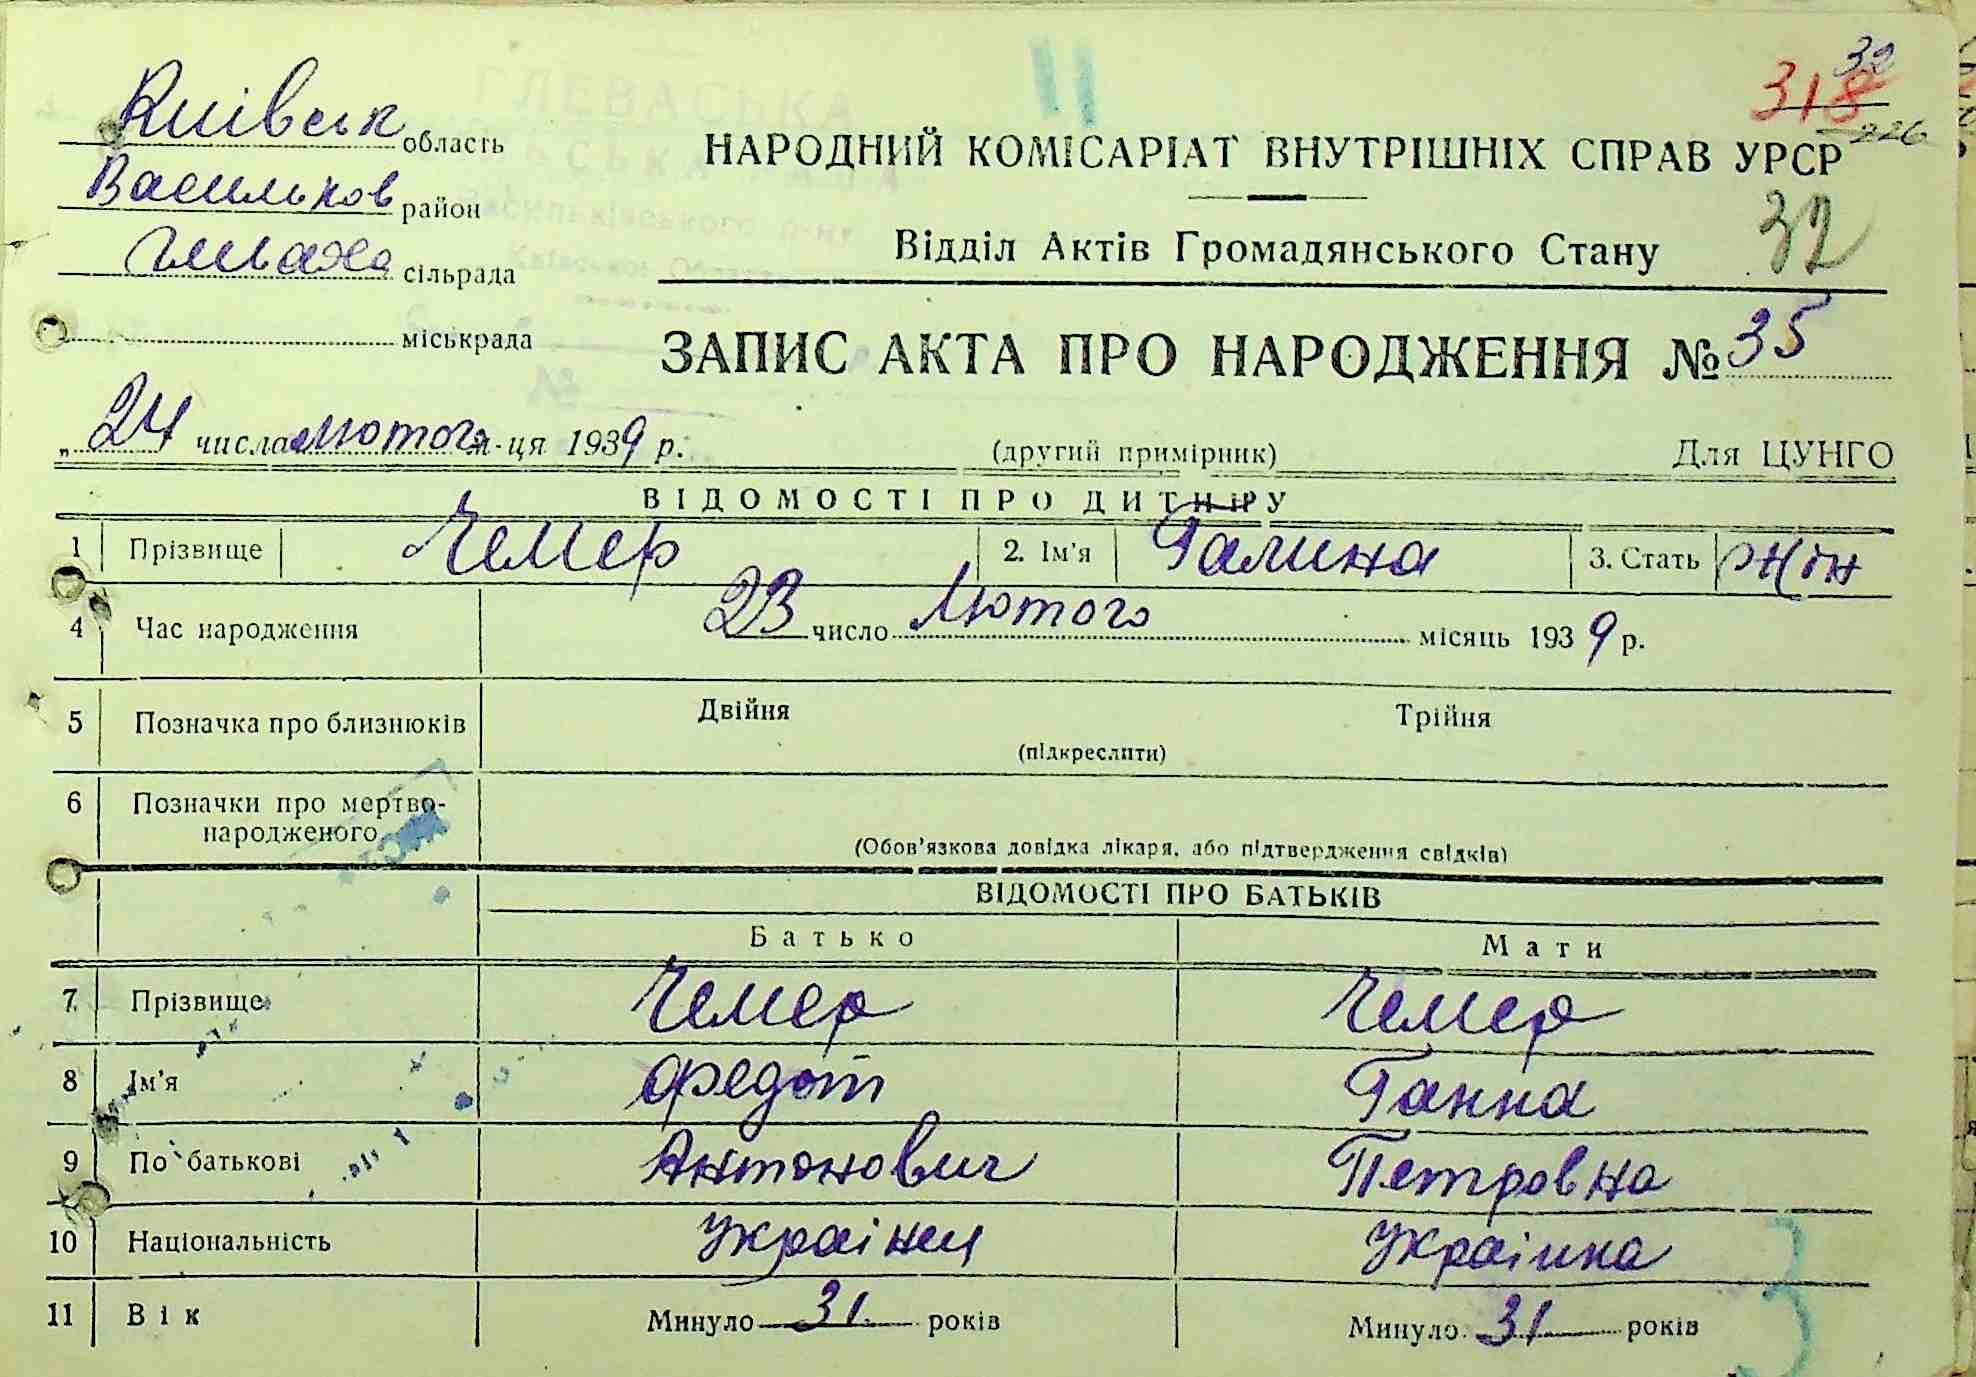 32
318
226
Київськ область
НАРОДНИЙ КОМІСАРІАТ ВНУТРІШНІХ СПРАВ УРСР
Васильков район
32
Глеваха сільрада
Відділ Актів Громадянського Стану
міськрада
ЗАПИС АКТА ПРО НАРОДЖЕННЯ № 35
„ 24 числа лютого м-ця 1939 р.
(другий примірник)
Для ЦУНГО
ВІДОМОСТІ ПРО ДИТИНУ
1 Прізвище Чемер 2. Ім'я Галина 3. Стать жін
4 Час народження 23 число Лютого місяць 1939 р.
5 Позначка про близнюків Двійня Трійня
(підкреслити)
6 Позначки про мертво-
народженого
(Обов'язкова довідка лікаря, або підтвердження свідків)
ВІДОМОСТІ ПРО БАТЬКІВ
Батько Мати
7 Прізвище Чемер Чемер
8 Ім'я Федот Ганна
9 По батькові Антонович Петровна
10 Національність Українец Українка
11 Вік Минуло 31 років Минуло 31 років
3